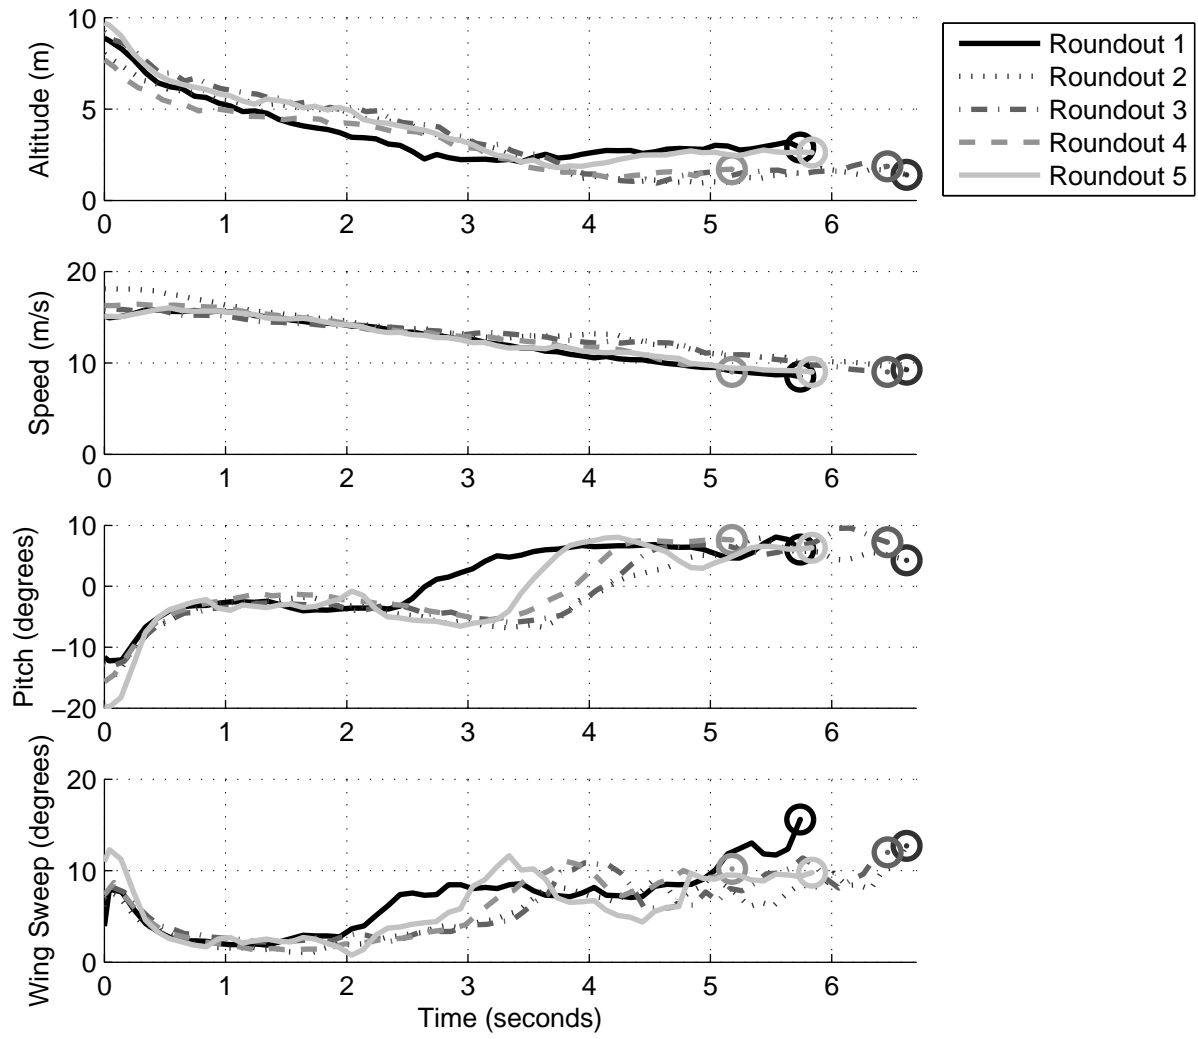 10
5
0
Altitude (m)
0 1 2 3 4 5 6
Roundout 1
Roundout 2
Roundout 3
Roundout 4
Roundout 5
20
10
0
Speed (m/s)
0 1 2 3 4 5 6
10
0
−10
−20
Pitch (degrees)
0 1 2 3 4 5 6
20
10
0
Wing Sweep (degrees)
0 1 2 3 4 5 6
Time (seconds)